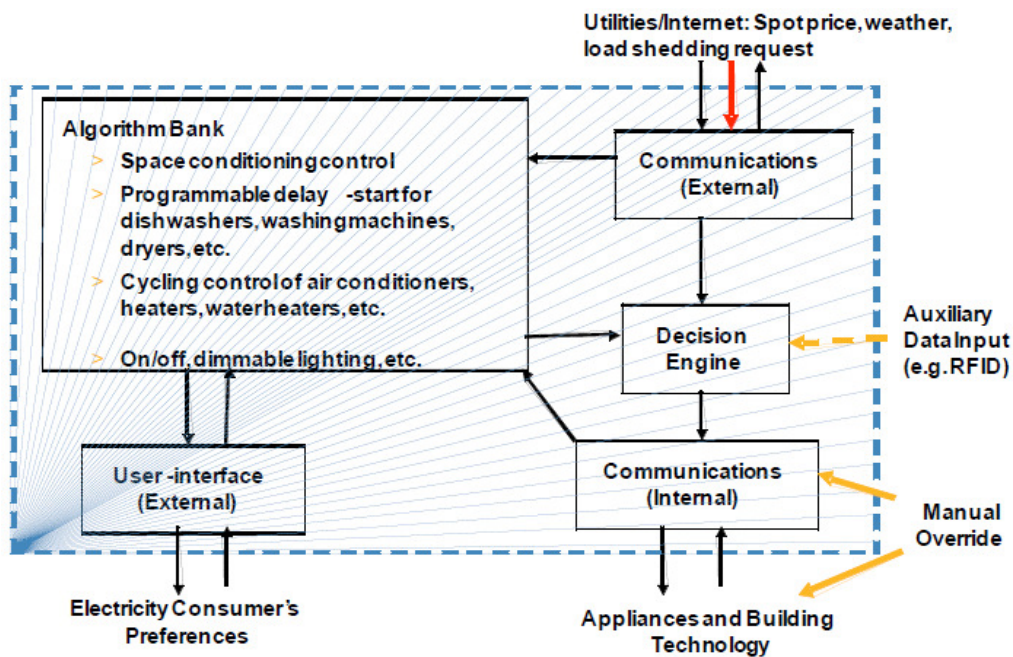 Utilities/Internet: Spot price, weather,
load shedding request
Algorithm Bank
> Space conditioning control
> Programmable delay -start for
dishwashers, washing machines,
dryers, etc.
> Cycling control of air conditioners,
heaters, water heaters, etc.
> On/off, dimmable lighting, etc.
Communications
(External)
Decision
Engine
Auxiliary
Data Input
(e.g. RFID)
User -interface
(External)
Communications
(Internal)
Manual
Override
Electricity Consumer's
Preferences
Appliances and Building
Technology